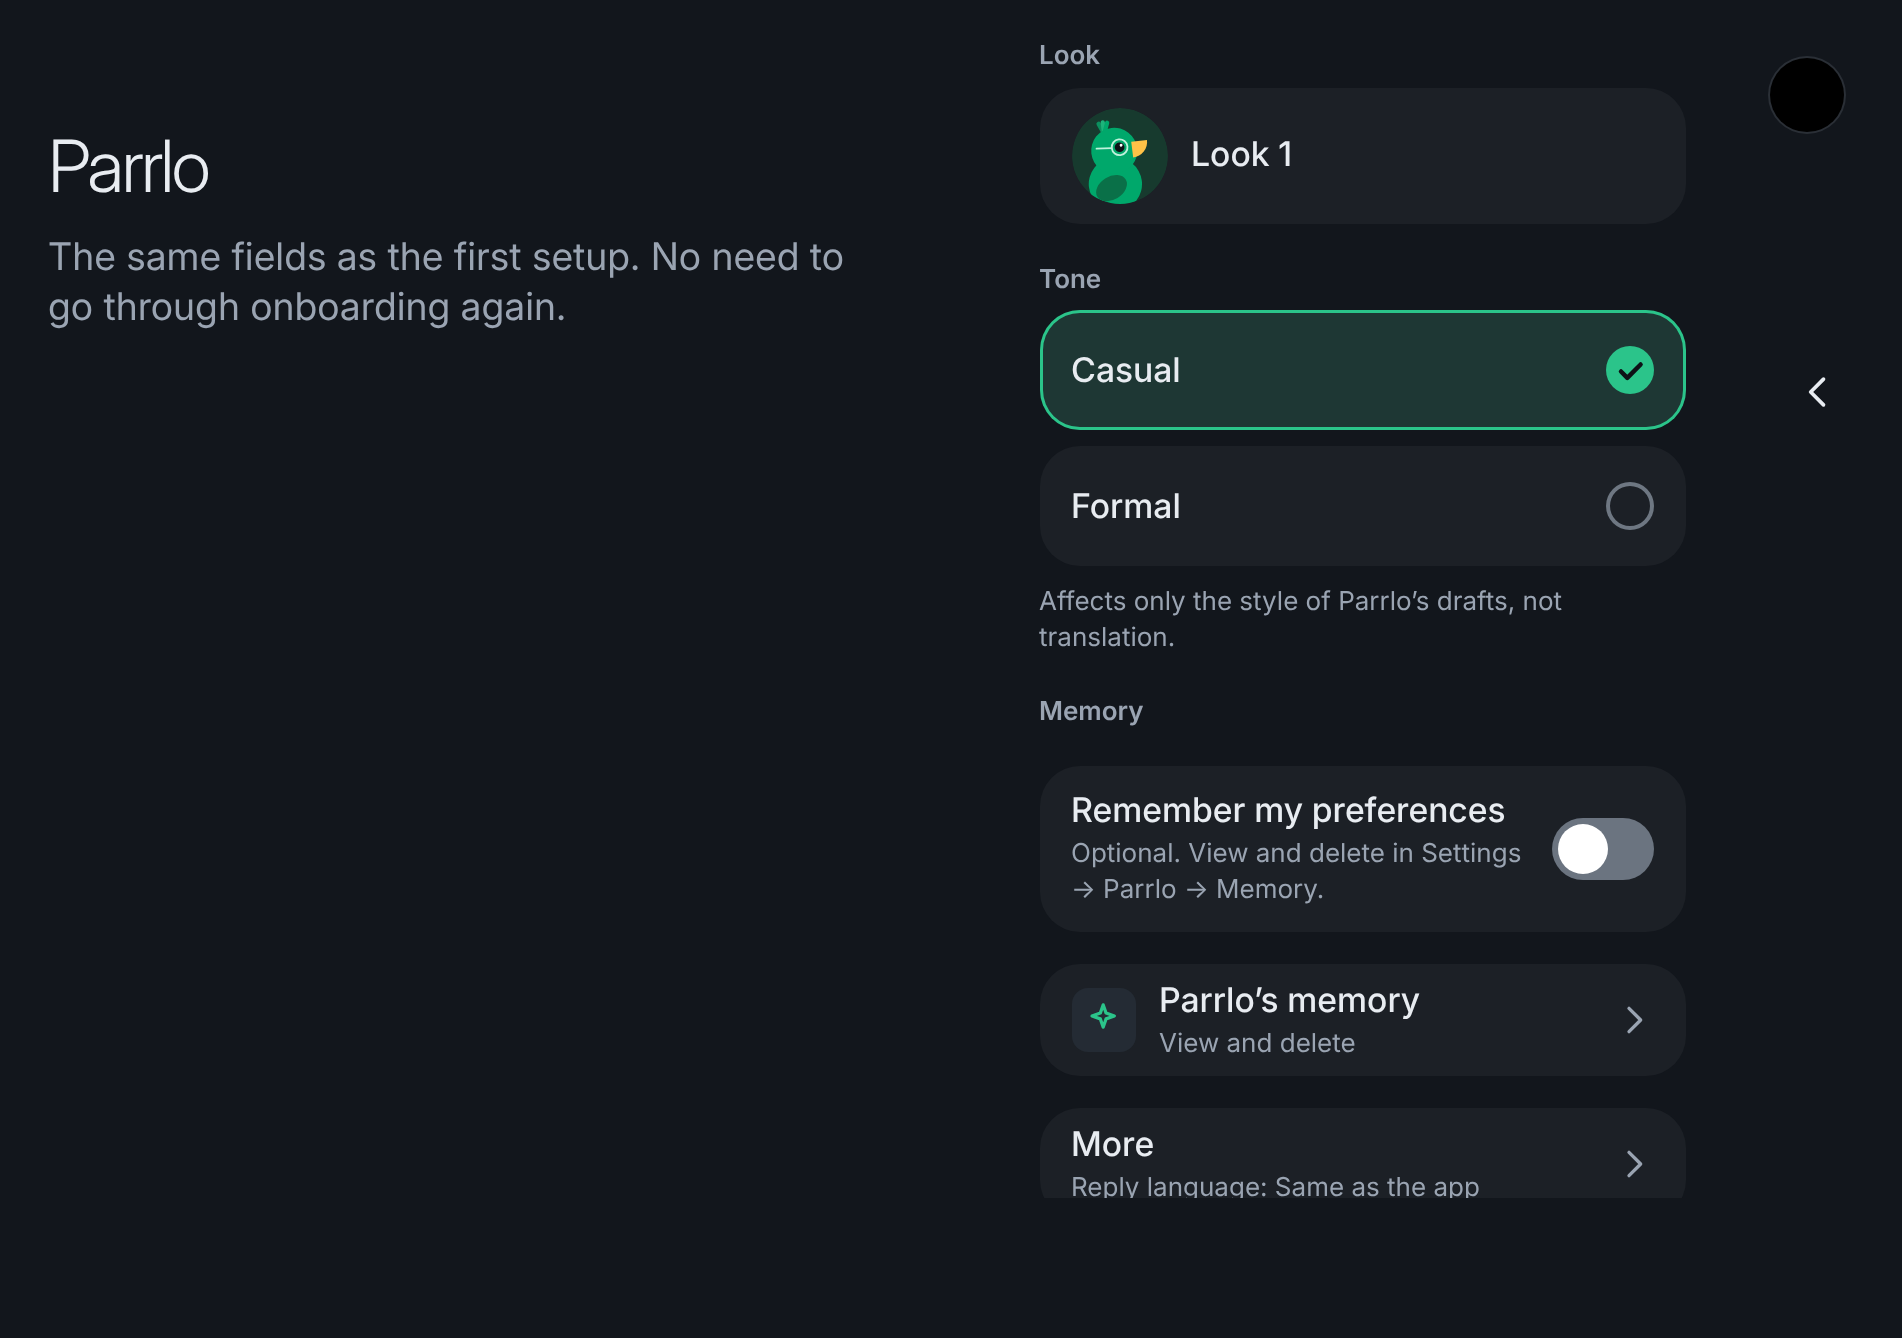 Parrlo
The same fields as the first setup. No need to
go through onboarding again.
Look
Look 1
Tone
Casual
Formal
Affects only the style of Parrlo’s drafts, not
translation.
Memory
Remember my preferences
Optional. View and delete in Settings
→ Parrlo → Memory.
Parrlo’s memory
View and delete
More
Reply language: Same as the app